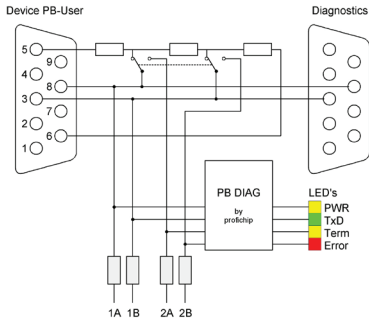 Device PB-User
Diagnostics
5
9
4
8
3
7
2
6
1
PB DIAG
by
profichip
LED's
PWR
TxD
Term
Error
1A 1B 2A 2B